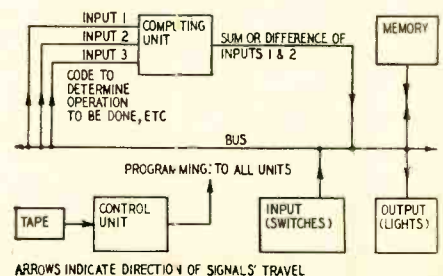 INPUT 1
INPUT 2
INPUT 3
CODE TO
DETERMINE
OPERATION
TO BE DONE, ETC
COMPUTING
UNIT
SUM OR DIFFERENCE OF
INPUTS 1 & 2
MEMORY
BUS
PROGRAMMING: TO ALL UNITS
TAPE
CONTROL
UNIT
INPUT
(SWITCHES)
OUTPUT
(LIGHTS)
ARROWS INDICATE DIRECTION OF SIGNALS' TRAVEL